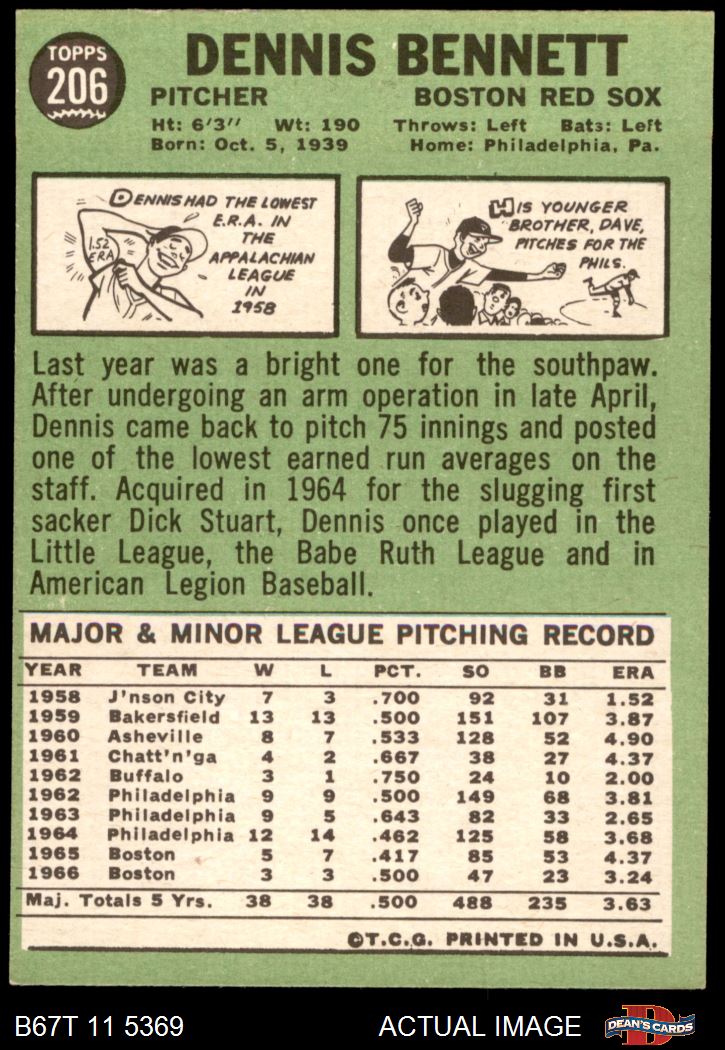 TOPPS
206
DENNIS BENNETT
PITCHER BOSTON RED SOX
Ht: 6'3" Wt: 190 Throws: Left Bats: Left
Born: Oct. 5, 1939 Home: Philadelphia, Pa.
DENNIS HAD THE LOWEST
E.R.A. IN
THE
APPALACHIAN
LEAGUE
IN
1958
1.52
ERA
HIS YOUNGER
BROTHER, DAVE,
PITCHES FOR THE
PHILS.
Last year was a bright one for the southpaw.
After undergoing an arm operation in late April,
Dennis came back to pitch 75 innings and posted
one of the lowest earned run averages on the
staff. Acquired in 1964 for the slugging first
sacker Dick Stuart, Dennis once played in the
Little League, the Babe Ruth League and in
American Legion Baseball.
MAJOR & MINOR LEAGUE PITCHING RECORD
YEAR TEAM W L PCT. SO BB ERA
1958 J'nson City 7 3 .700 92 31 1.52
1959 Bakersfield 13 13 .500 151 107 3.87
1960 Asheville 8 7 .533 128 52 4.90
1961 Chatt'n'ga 4 2 .667 38 27 4.37
1962 Buffalo 3 1 .750 24 10 2.00
1962 Philadelphia 9 9 .500 149 68 3.81
1963 Philadelphia 9 5 .643 82 33 2.65
1964 Philadelphia 12 14 .462 125 58 3.68
1965 Boston 5 7 .417 85 53 4.37
1966 Boston 3 3 .500 47 23 3.24
Maj. Totals 5 Yrs. 38 38 .500 488 235 3.63
©T.C.G. PRINTED IN U.S.A.
B67T 11 5369 ACTUAL IMAGE
D
DEAN'S CARDS